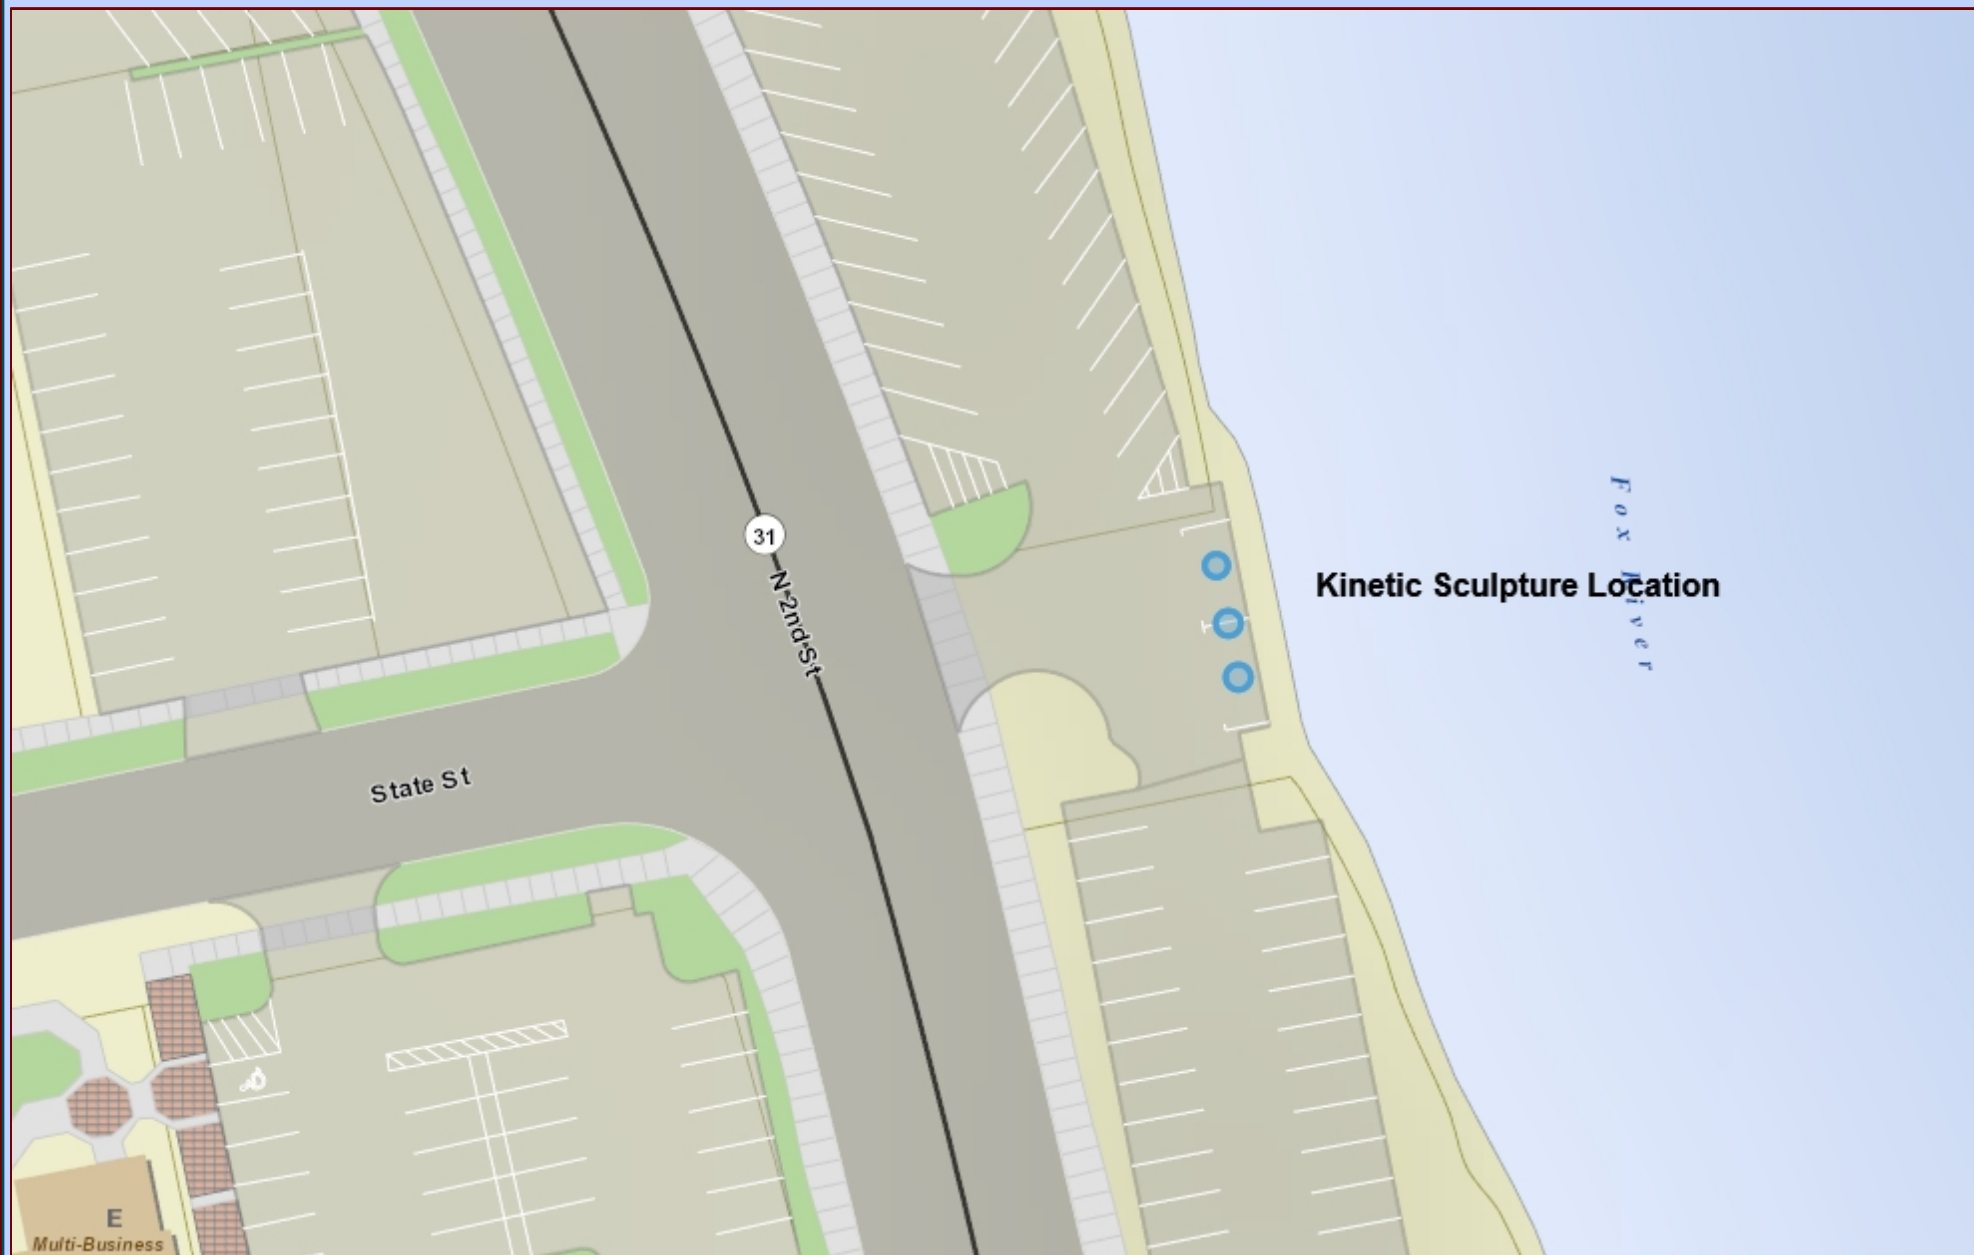 31
N 2nd St
Fox River
Kinetic Sculpture Location
State St
E
Multi-Business